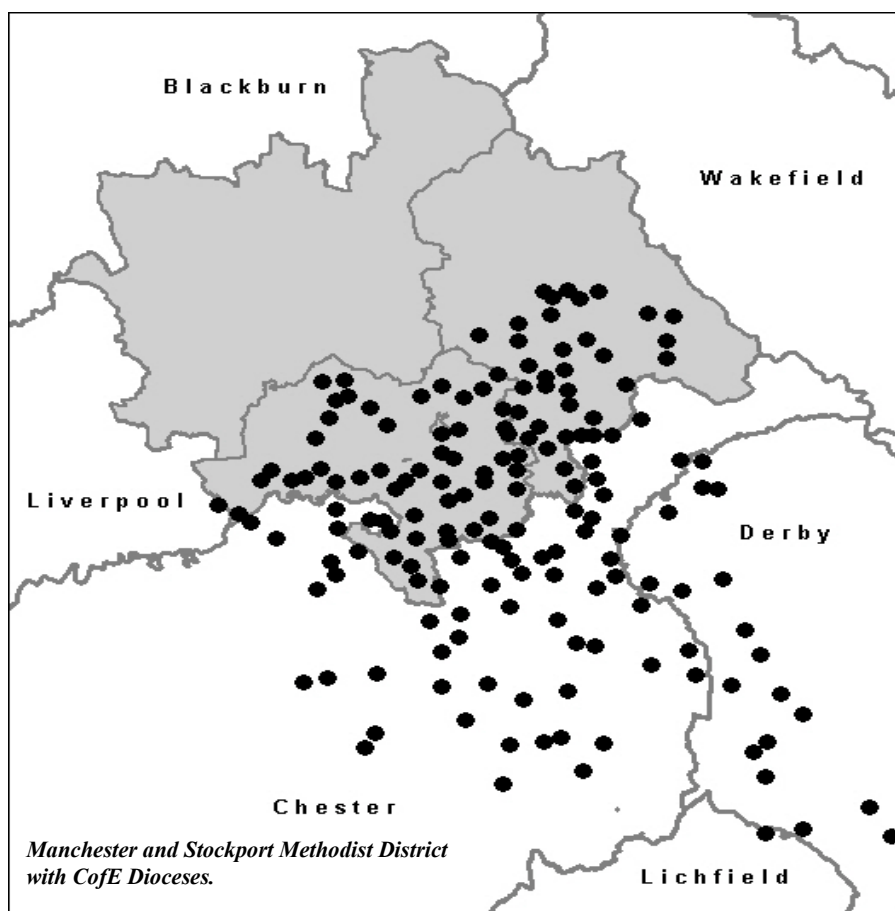 Blackburn
Wakefield
Liverpool
Derby
Chester
Manchester and Stockport Methodist District
with CofE Dioceses.
Lichfield